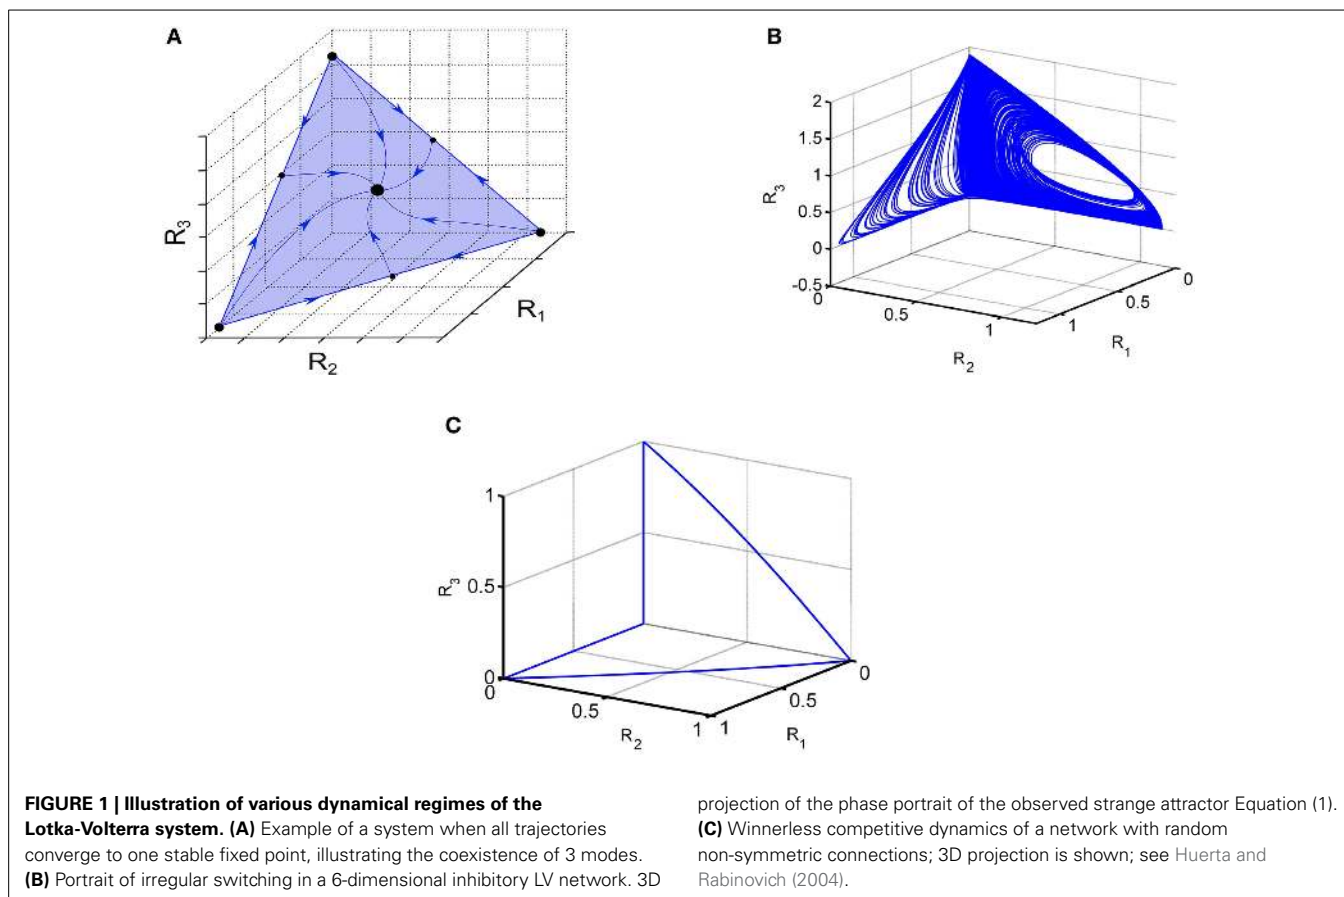 A
R3
R2
R1
B
2
1.5
1
0.5
0
-0.5
R3
0
0.5
1
R2
1
0.5
0
R1
C
1
0.5
0
R3
0
0.5
1
R2
1
0.5
0
R1
FIGURE 1 | Illustration of various dynamical regimes of the
Lotka-Volterra system. (A) Example of a system when all trajectories
converge to one stable fixed point, illustrating the coexistence of 3 modes.
(B) Portrait of irregular switching in a 6-dimensional inhibitory LV network. 3D
projection of the phase portrait of the observed strange attractor Equation (1).
(C) Winnerless competitive dynamics of a network with random
non-symmetric connections; 3D projection is shown; see Huerta and
Rabinovich (2004).